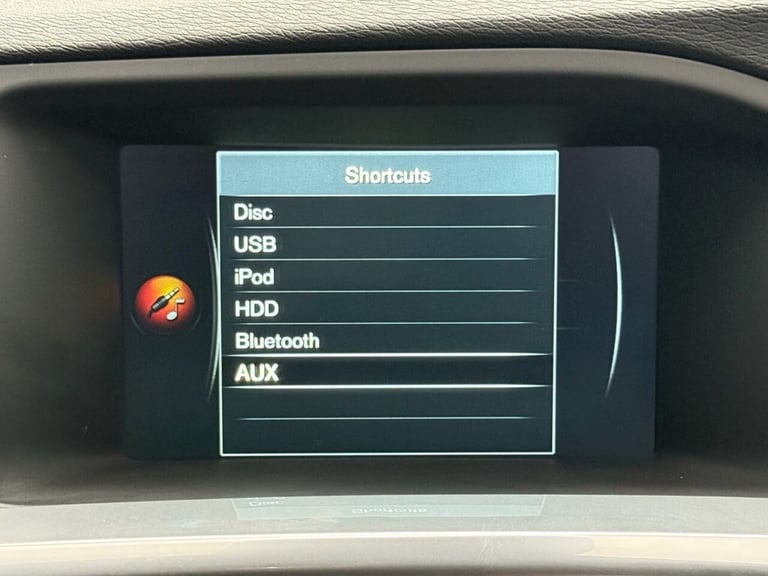 Shortcuts
Disc
USB
iPod
HDD
Bluetooth
AUX